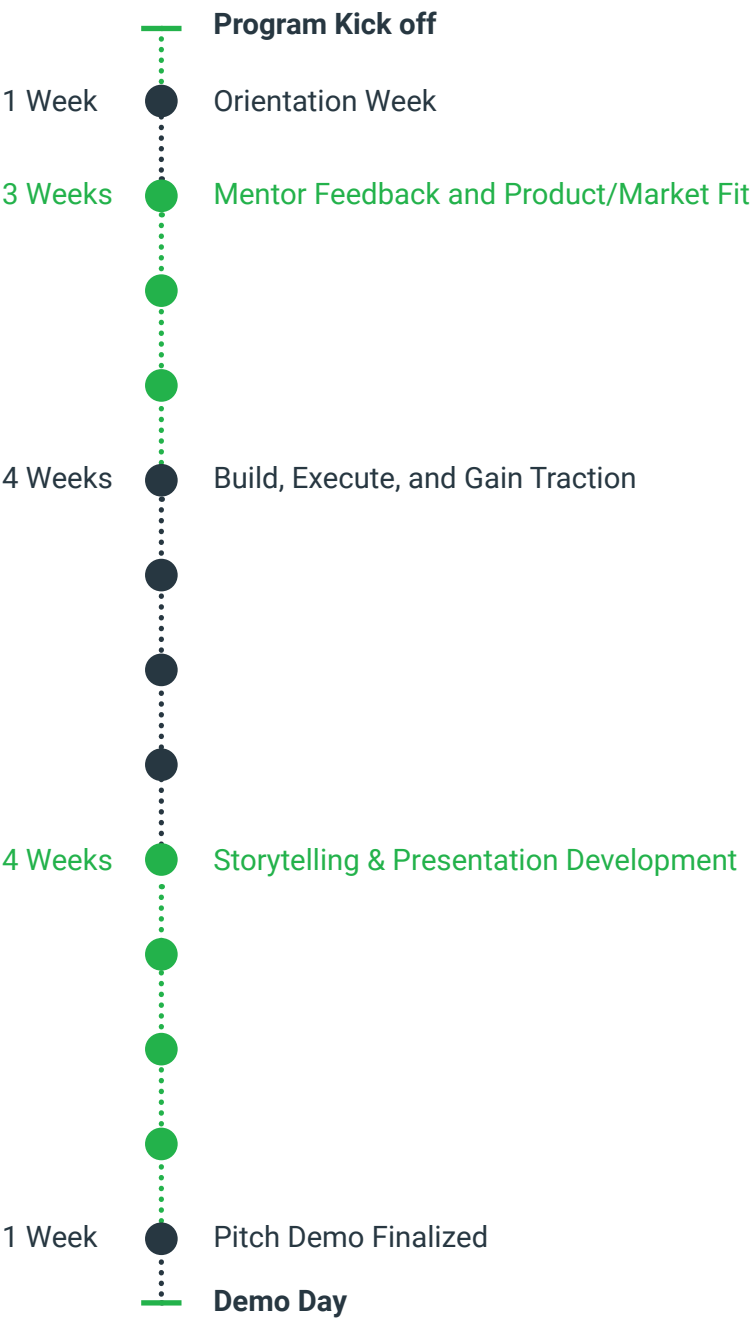 Program Kick off
1 Week Orientation Week
3 Weeks Mentor Feedback and Product/Market Fit
4 Weeks Build, Execute, and Gain Traction
4 Weeks Storytelling & Presentation Development
1 Week Pitch Demo Finalized
Demo Day